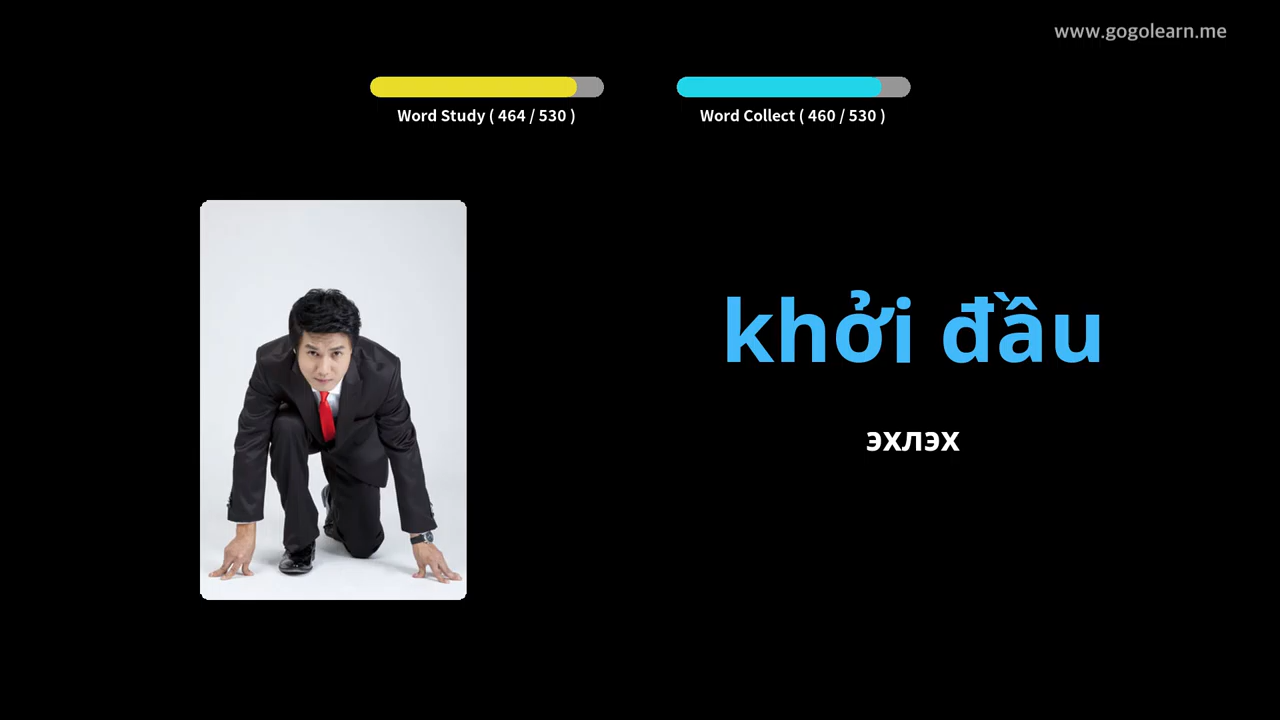 www.gogolearn.me
Word Study ( 464 / 530 )
Word Collect ( 460 / 530 )
khởi đầu
эхлэх